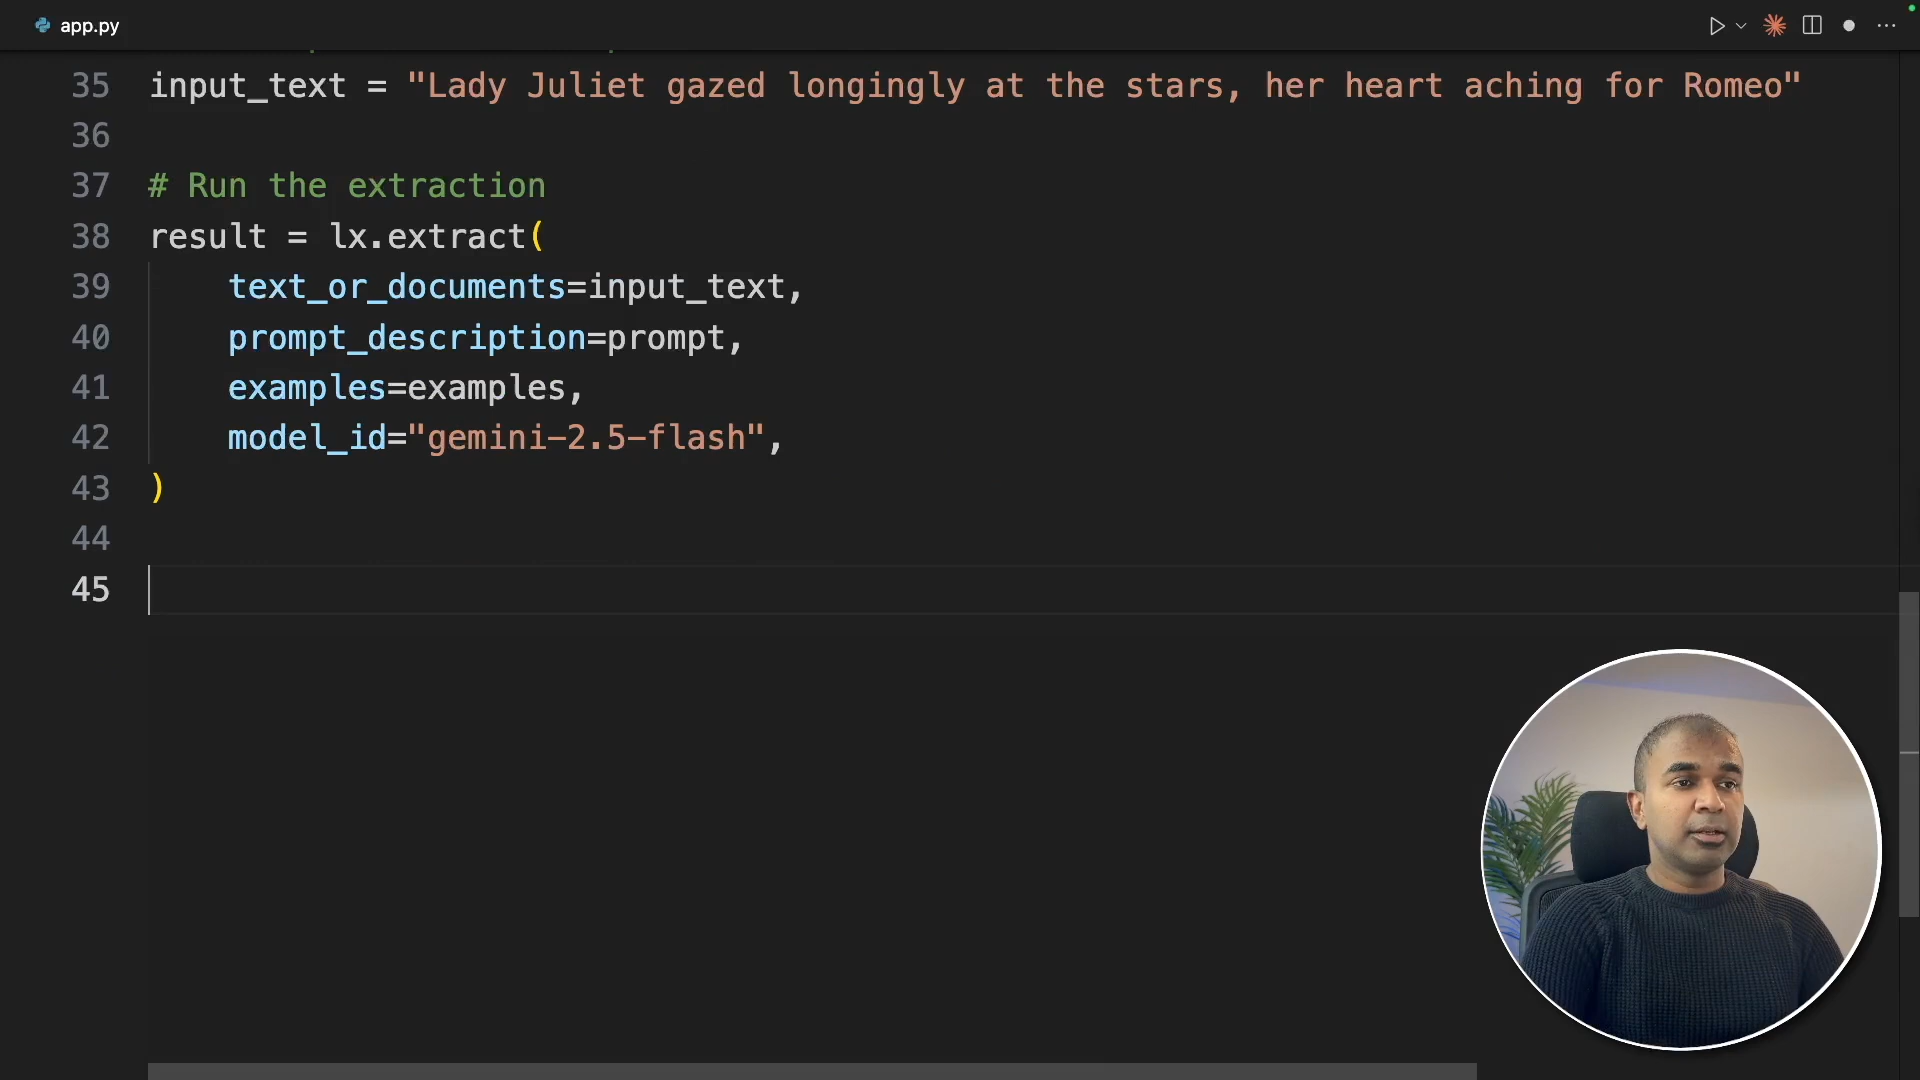 app.py
35 input_text = "Lady Juliet gazed longingly at the stars, her heart aching for Romeo"
36
37 # Run the extraction
38 result = lx.extract(
39     text_or_documents=input_text,
40     prompt_description=prompt,
41     examples=examples,
42     model_id="gemini-2.5-flash",
43 )
44
45